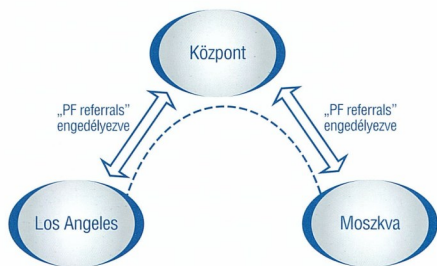 Központ
„PF referrals”
engedélyezve
„PF referrals”
engedélyezve
Los Angeles
Moszkva